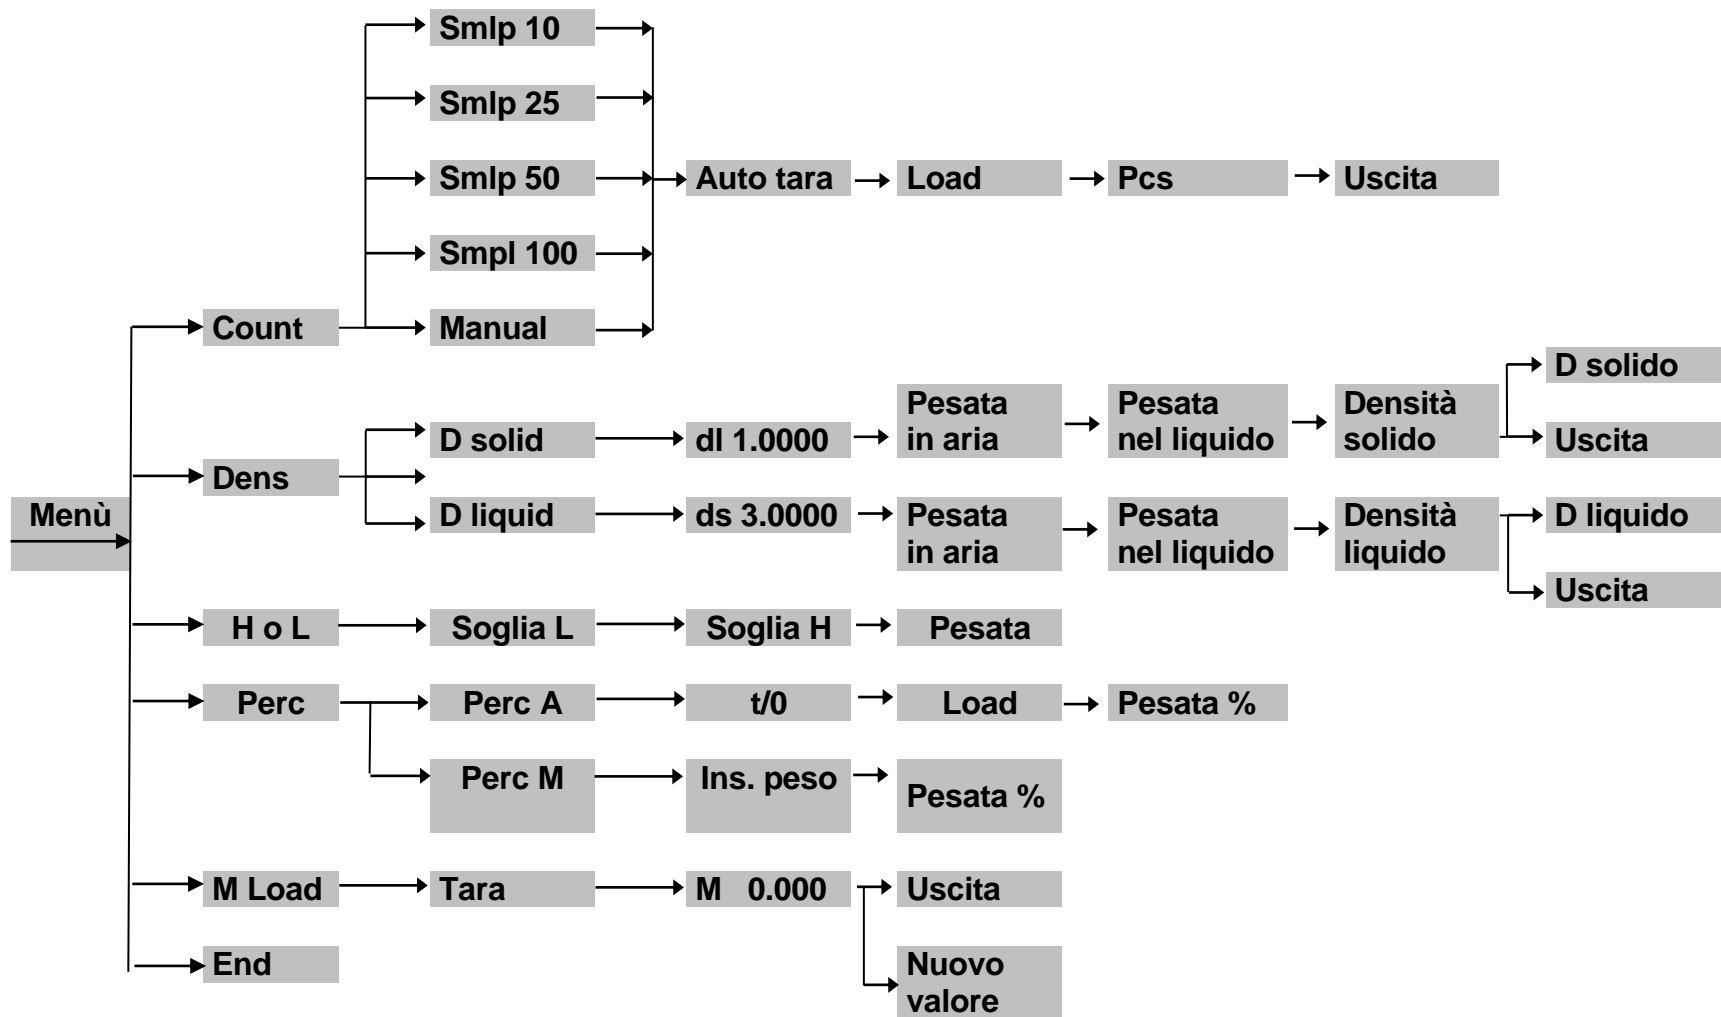 Smlp 10
Smlp 25
Smlp 50
Auto tara
Load
Pcs
Uscita
Smpl 100
Count
Manual
D solido
D solid
dl 1.0000
Pesata
in aria
Pesata
nel liquido
Densità
solido
Uscita
Dens
Menù
D liquid
ds 3.0000
Pesata
in aria
Pesata
nel liquido
Densità
liquido
D liquido
Uscita
H o L
Soglia L
Soglia H
Pesata
Perc
Perc A
t/0
Load
Pesata %
Perc M
Ins. peso
Pesata %
M Load
Tara
M 0.000
Uscita
End
Nuovo
valore